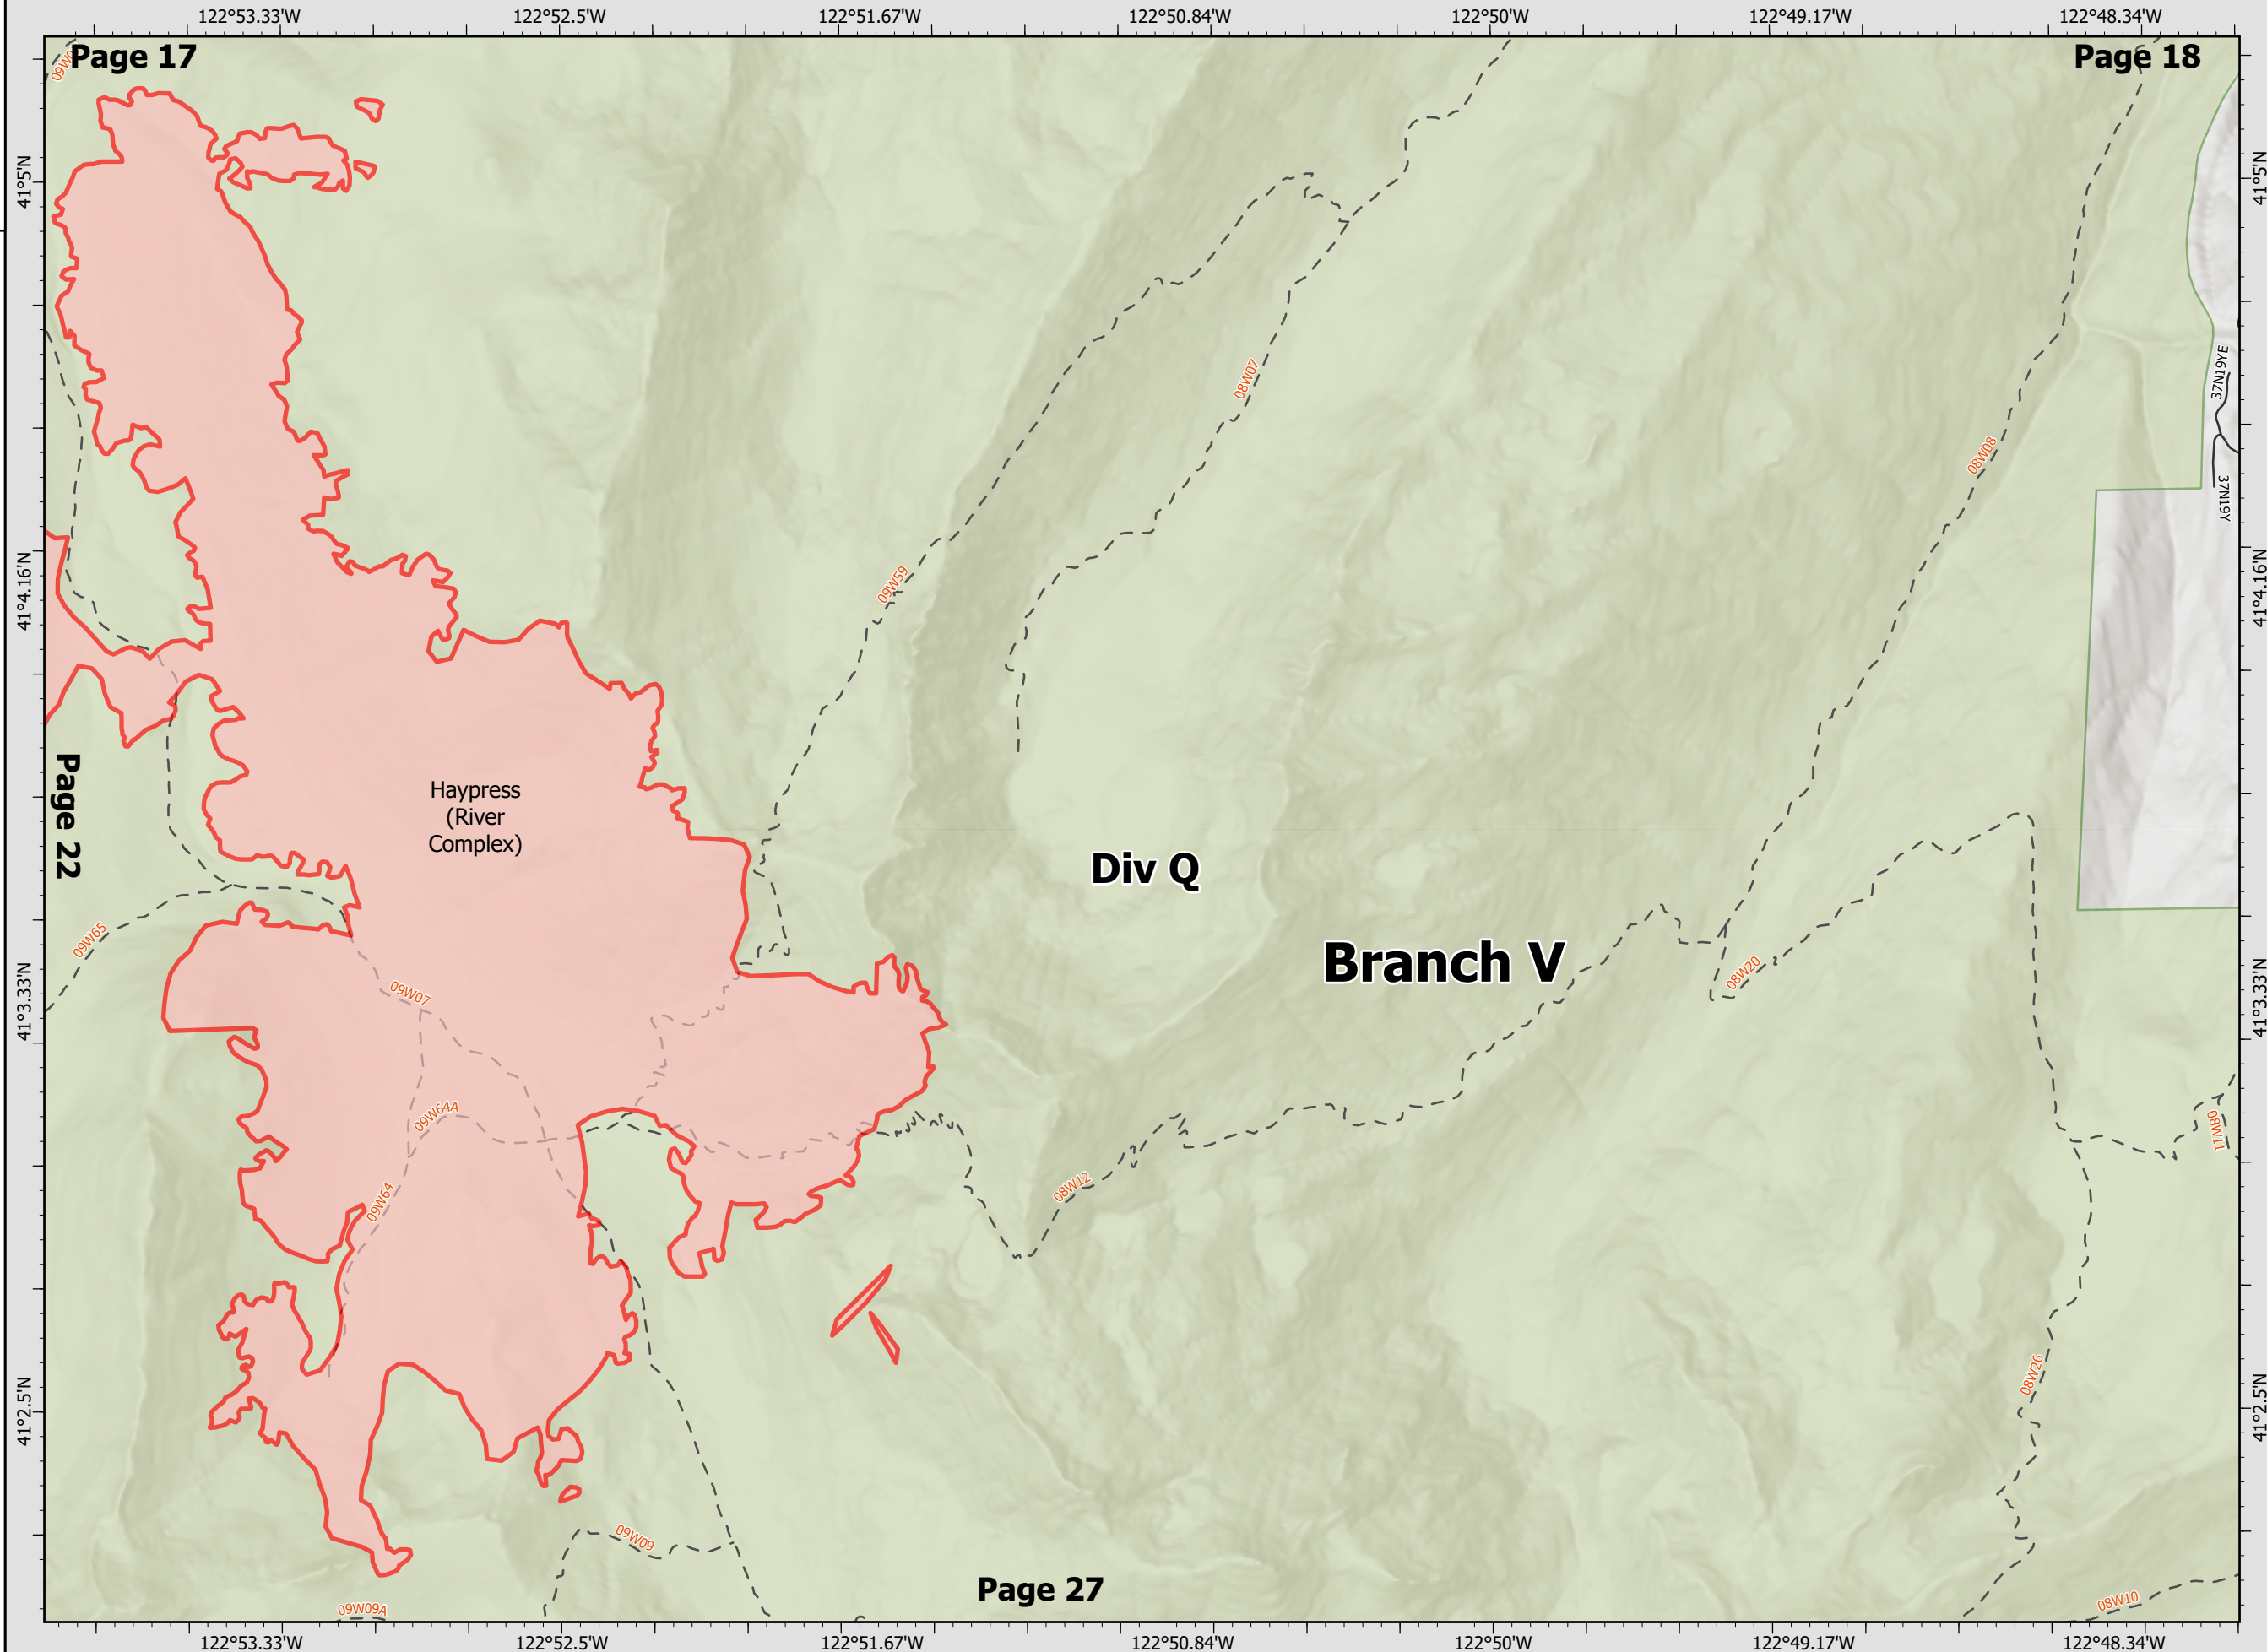 122°53.33'W
122°52.5'W
122°51.67'W
122°50.84'W
122°50'W
122°49.17'W
122°48.34'W
Page 17
Page 18
41°5'N
41°5'N
37N19YE
08W07
08W08
37N19Y
41°4.16'N
41°4.16'N
09W59
Page 22
Haypress
(River
Complex)
Div Q
Branch V
09W65
08W20
41°3.33'N
41°3.33'N
09W07
09W64A
08W11
08W12
09W64
08W26
41°2.5'N
41°2.5'N
09W09
Page 27
09W09A
08W10
122°53.33'W
122°52.5'W
122°51.67'W
122°50.84'W
122°50'W
122°49.17'W
122°48.34'W